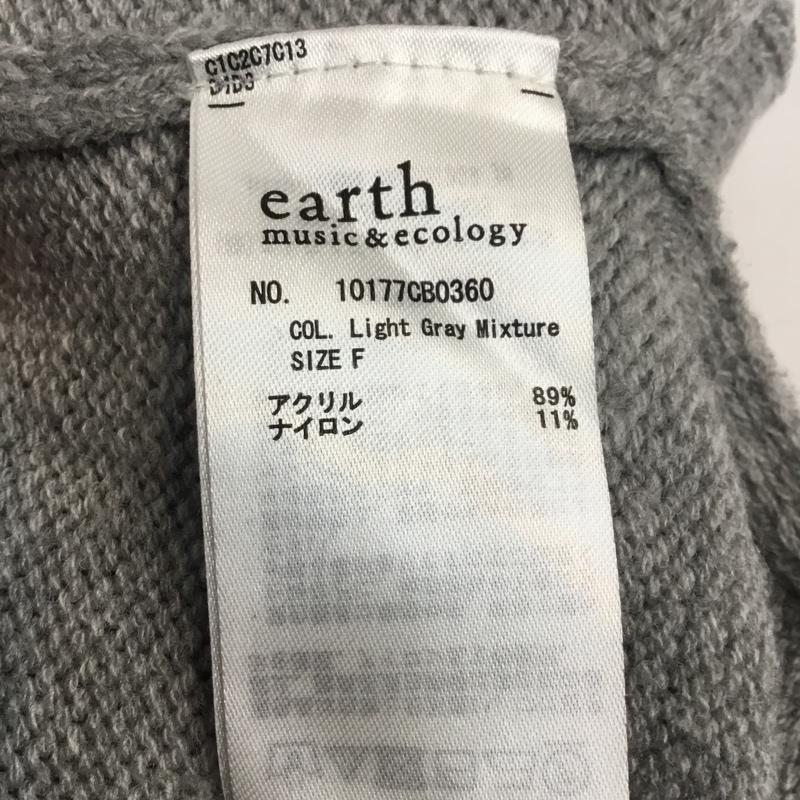 C1C2C7C13
earth
music&ecology
NO. 10177CB0360
COL. Light Gray Mixture
SIZE F
アクリル 89%
ナイロン 11%